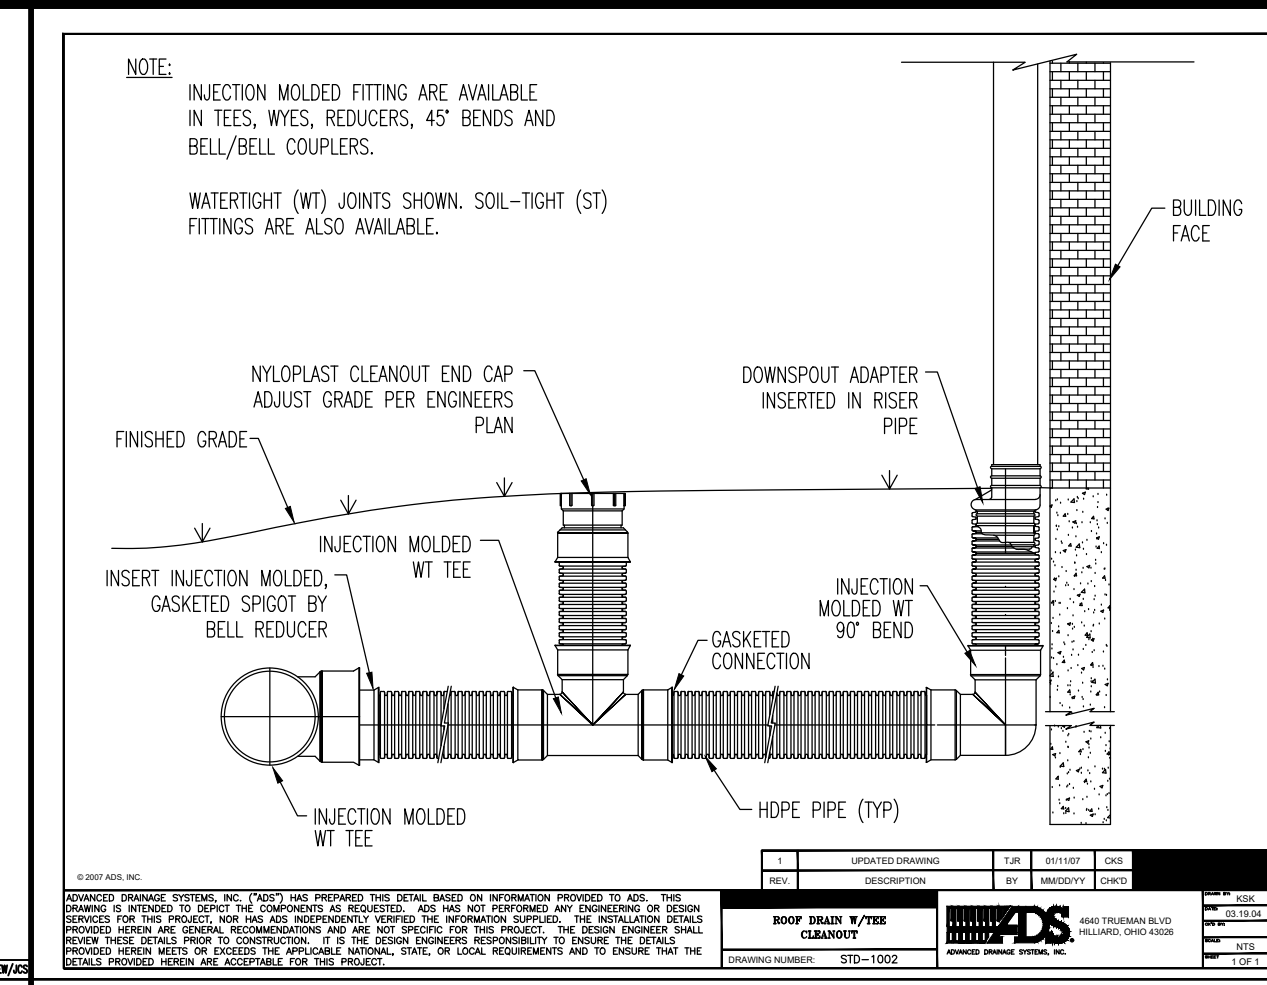 NOTE:
INJECTION MOLDED FITTING ARE AVAILABLE
IN TEES, WYES, REDUCERS, 45° BENDS AND
BELL/BELL COUPLERS.
WATERTIGHT (WT) JOINTS SHOWN. SOIL-TIGHT (ST)
FITTINGS ARE ALSO AVAILABLE.
BUILDING
FACE
NYLOPLAST CLEANOUT END CAP
ADJUST GRADE PER ENGINEERS
PLAN
DOWNSPOUT ADAPTER
INSERTED IN RISER
PIPE
FINISHED GRADE
INJECTION MOLDED
WT TEE
INSERT INJECTION MOLDED,
GASKETED SPIGOT BY
BELL REDUCER
INJECTION
MOLDED WT
90° BEND
GASKETED
CONNECTION
INJECTION MOLDED
WT TEE
HDPE PIPE (TYP)
© 2007 ADS, INC.
1 UPDATED DRAWING TJR 01/11/07 CKS
REV. DESCRIPTION BY MM/DD/YY CHK'D
ADVANCED DRAINAGE SYSTEMS, INC. ("ADS") HAS PREPARED THIS DETAIL BASED ON INFORMATION PROVIDED TO ADS. THIS
DRAWING IS INTENDED TO DEPICT THE COMPONENTS AS REQUESTED. ADS HAS NOT PERFORMED ANY ENGINEERING OR DESIGN
SERVICES FOR THIS PROJECT, NOR HAS ADS INDEPENDENTLY VERIFIED THE INFORMATION SUPPLIED. THE INSTALLATION DETAILS
PROVIDED HEREIN ARE GENERAL RECOMMENDATIONS AND ARE NOT SPECIFIC FOR THIS PROJECT. THE DESIGN ENGINEER SHALL
REVIEW THESE DETAILS PRIOR TO CONSTRUCTION. IT IS THE DESIGN ENGINEERS RESPONSIBILITY TO ENSURE THE DETAILS
PROVIDED HEREIN MEETS OR EXCEEDS THE APPLICABLE NATIONAL, STATE, OR LOCAL REQUIREMENTS AND TO ENSURE THAT THE
DETAILS PROVIDED HEREIN ARE ACCEPTABLE FOR THIS PROJECT.
ROOF DRAIN W/TEE
CLEANOUT
DRAWING NUMBER: STD-1002
ADS
ADVANCED DRAINAGE SYSTEMS, INC.
4640 TRUEMAN BLVD
HILLIARD, OHIO 43026
DRAWN BY: KSK
DATE: 03.19.04
CK'D BY:
SCALE: NTS
SHEET 1 OF 1
/JCS